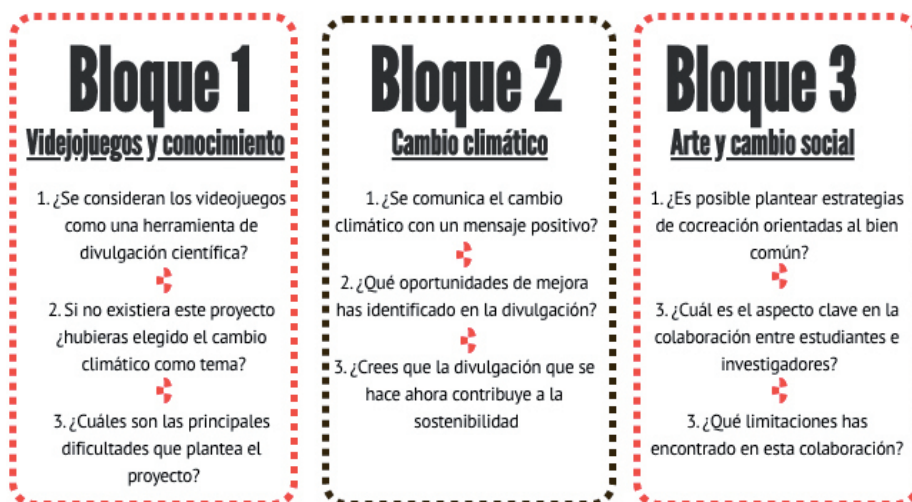 Bloque 1
Videjojuegos y conocimiento
1. ¿Se consideran los videojuegos
como una herramienta de
divulgación científica?
2. Si no existiera este proyecto
¿hubieras elegido el cambio
climático como tema?
3. ¿Cuáles son las principales
dificultades que plantea el
proyecto?
Bloque 2
Cambio climático
1. ¿Se comunica el cambio
climático con un mensaje positivo?
2. ¿Qué oportunidades de mejora
has identificado en la divulgación?
3. ¿Crees que la divulgación que se
hace ahora contribuye a la
sostenibilidad
Bloque 3
Arte y cambio social
1. ¿Es posible plantear estrategias
de cocreación orientadas al bien
común?
3. ¿Cuál es el aspecto clave en la
colaboración entre estudiantes e
investigadores?
3. ¿Qué limitaciones has
encontrado en esta colaboración?